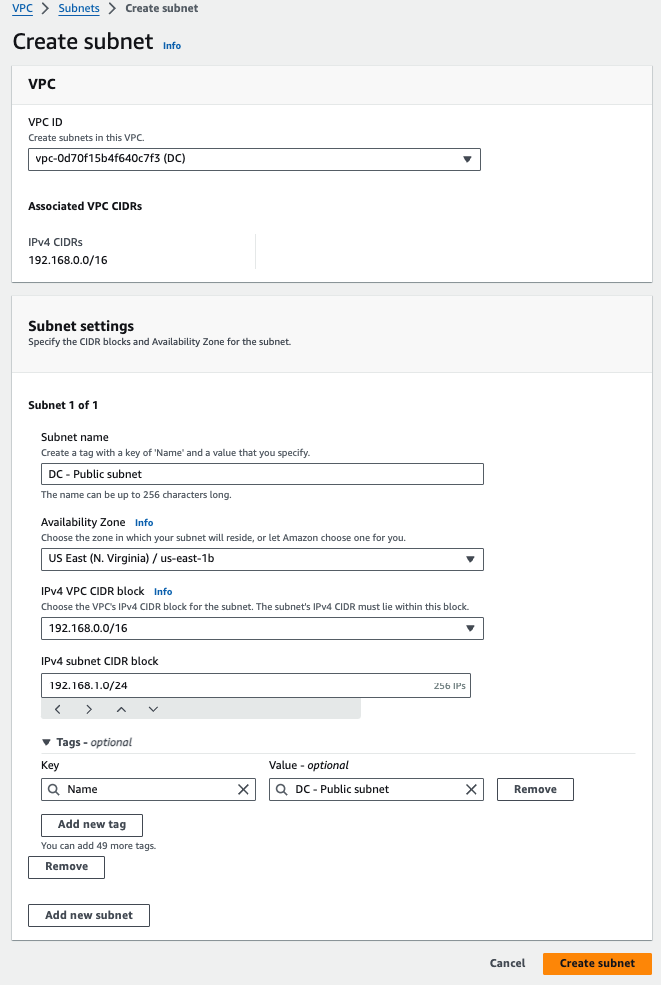 VPC > Subnets > Create subnet
Create subnet Info
VPC
VPC ID
Create subnets in this VPC.
vpc-0d70f15b4f640c7f3 (DC)
Associated VPC CIDRs
IPv4 CIDRs
192.168.0.0/16
Subnet settings
Specify the CIDR blocks and Availability Zone for the subnet.
Subnet 1 of 1
Subnet name
Create a tag with a key of 'Name' and a value that you specify.
DC - Public subnet
The name can be up to 256 characters long.
Availability Zone Info
Choose the zone in which your subnet will reside, or let Amazon choose one for you.
US East (N. Virginia) / us-east-1b
IPv4 VPC CIDR block Info
Choose the VPC's IPv4 CIDR block for the subnet. The subnet's IPv4 CIDR must lie within this block.
192.168.0.0/16
IPv4 subnet CIDR block
192.168.1.0/24 256 IPs
Tags - optional
Key Value - optional
Name DC - Public subnet Remove
Add new tag
You can add 49 more tags.
Remove
Add new subnet
Cancel Create subnet